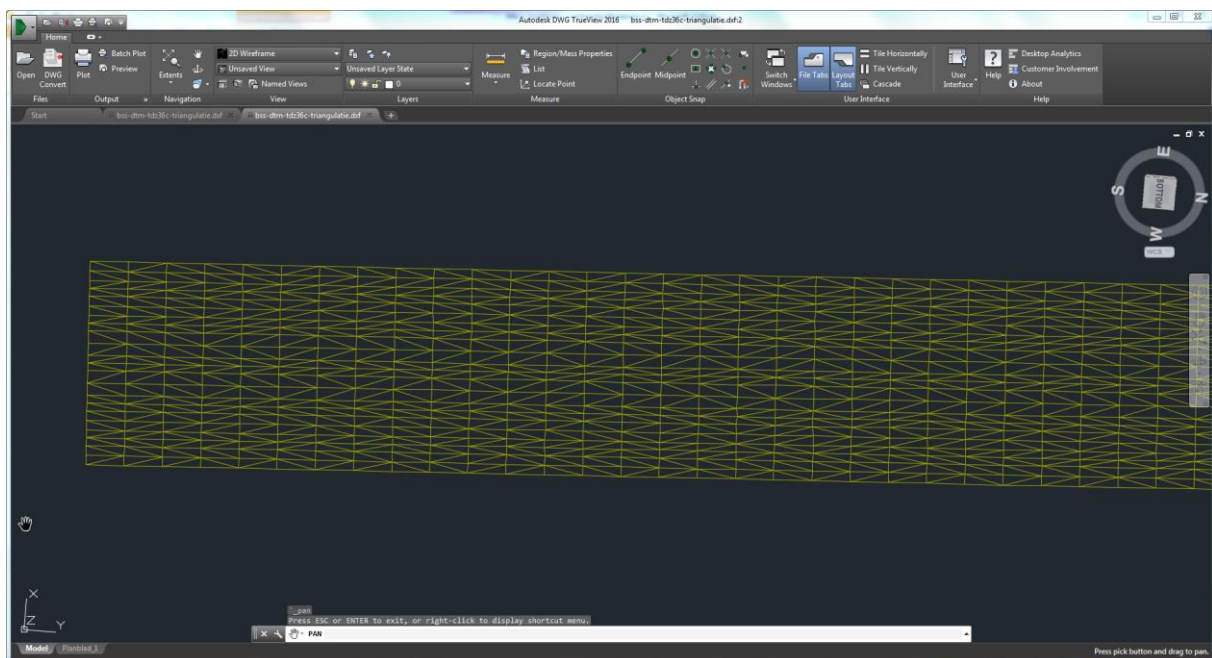 Autodesk DWG TrueView 2016 bss-dtm-tdz36c-triangulatie.dxf:2
Home
Open
DWG Convert
Files
Plot
Batch Plot
Preview
Output
Extents
Navigation
2D Wireframe
Unsaved View
Named Views
View
Unsaved Layer State
0
Layers
Measure
Region/Mass Properties
List
Locate Point
Measure
Endpoint Midpoint
Object Snap
Switch Windows
File Tabs
Layout Tabs
Tile Horizontally
Tile Vertically
Cascade
User Interface
User Interface
Help
Desktop Analytics
Customer Involvement
About
Help
Start
bss-dtm-tdz36c-triangulatie.dxf
bss-dtm-tdz36c-triangulatie.dxf
E
S
BOTTOM
N
W
WCS
X
Z
Y
'_pan
Press ESC or ENTER to exit, or right-click to display shortcut menu.
PAN
Model
Planblad_1
Press pick button and drag to pan.